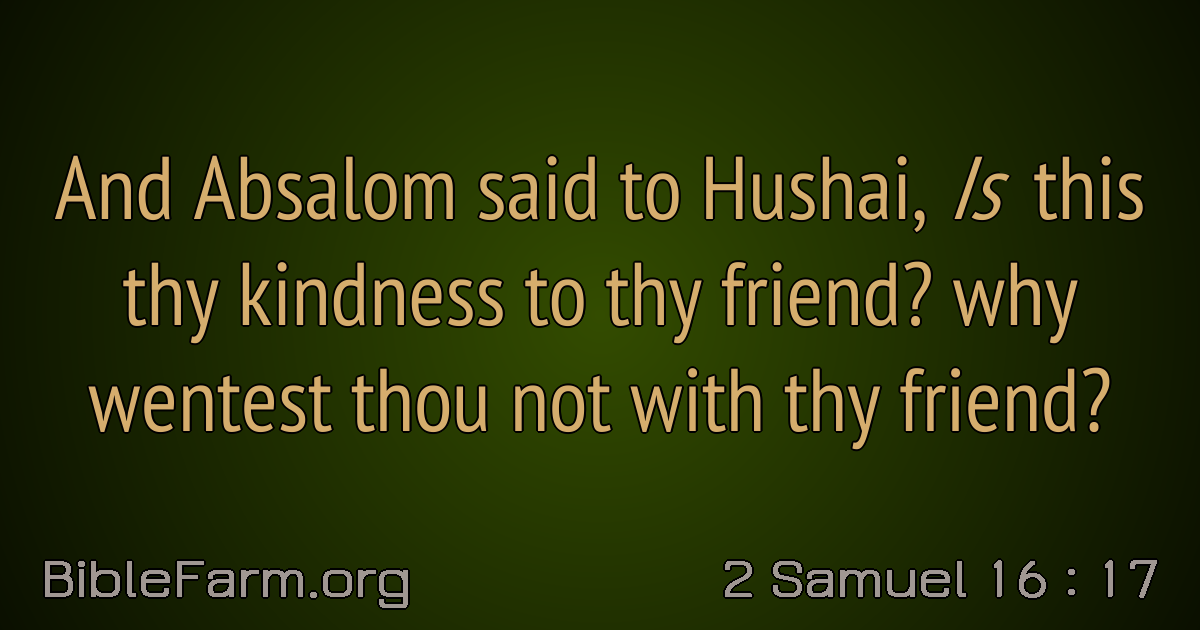 And Absalom said to Hushai, Is this
thy kindness to thy friend? why
wentest thou not with thy friend?
BibleFarm.org
2 Samuel 16 : 17